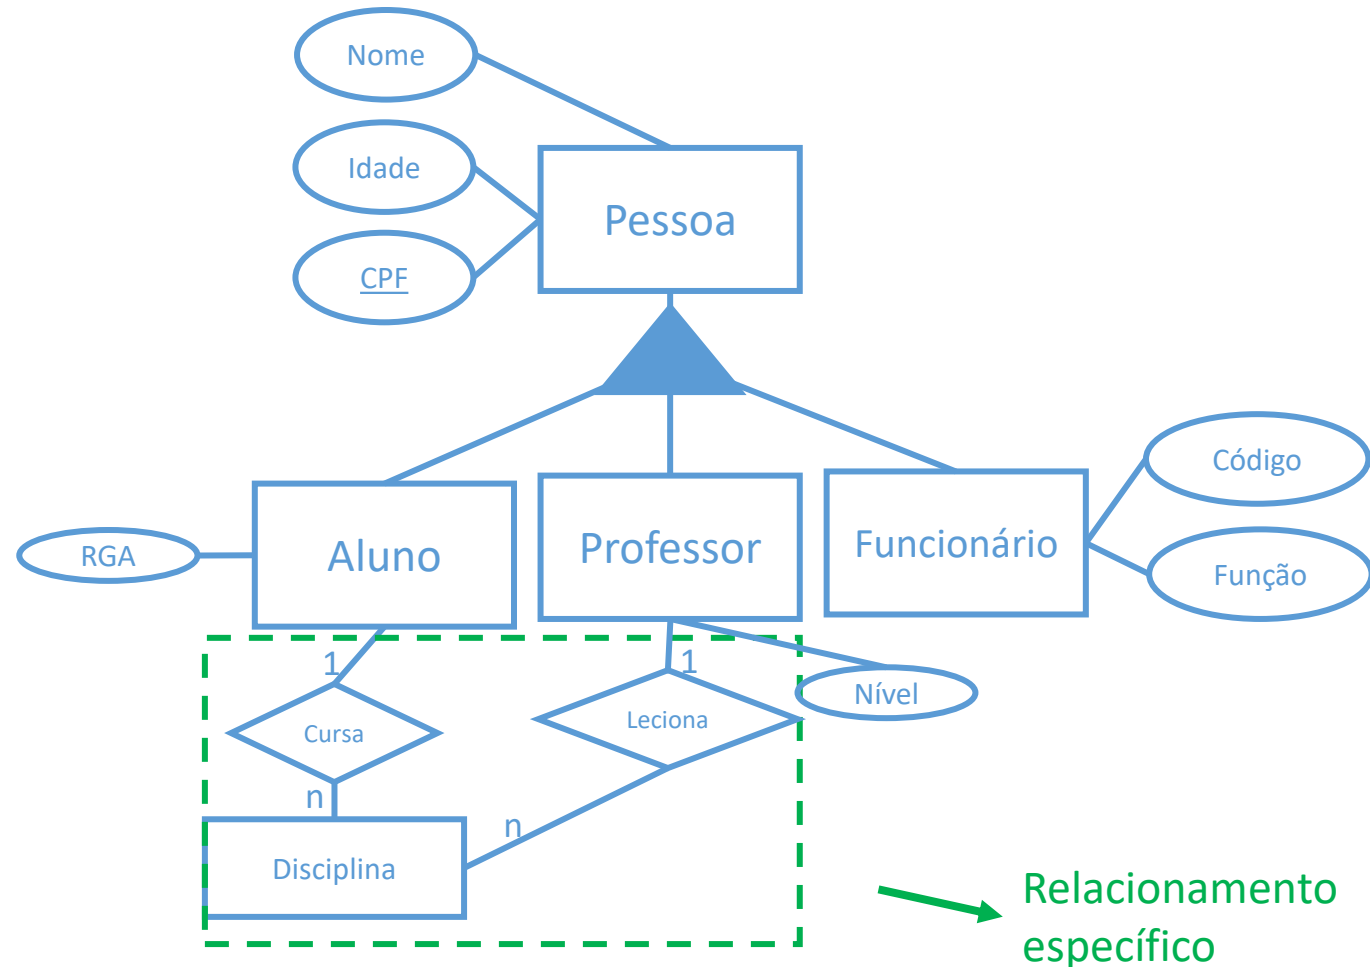 Nome
Idade
CPF
Pessoa
Aluno
Professor
Funcionário
Código
Função
RGA
1
1
Nível
Cursa
Leciona
n
n
Disciplina
Relacionamento
específico